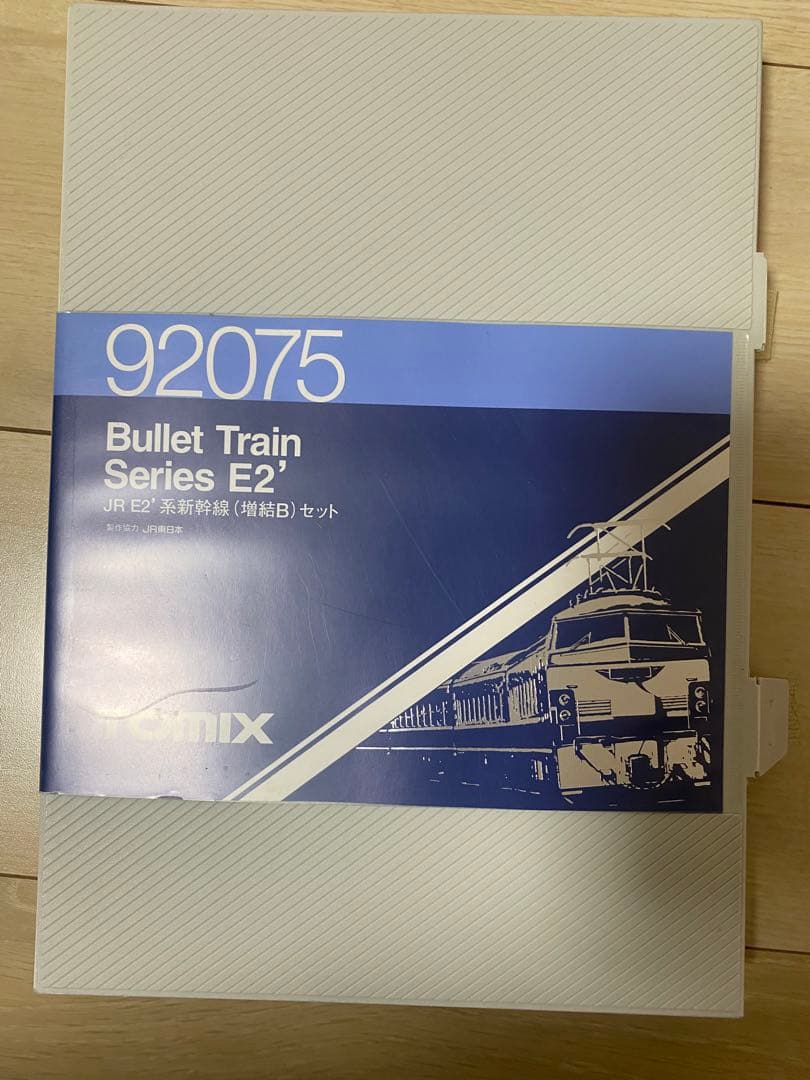 92075
Bullet Train
Series E2’
JR E2’系新幹線（増結B）セット
製作協力 JR東日本
TOMIX